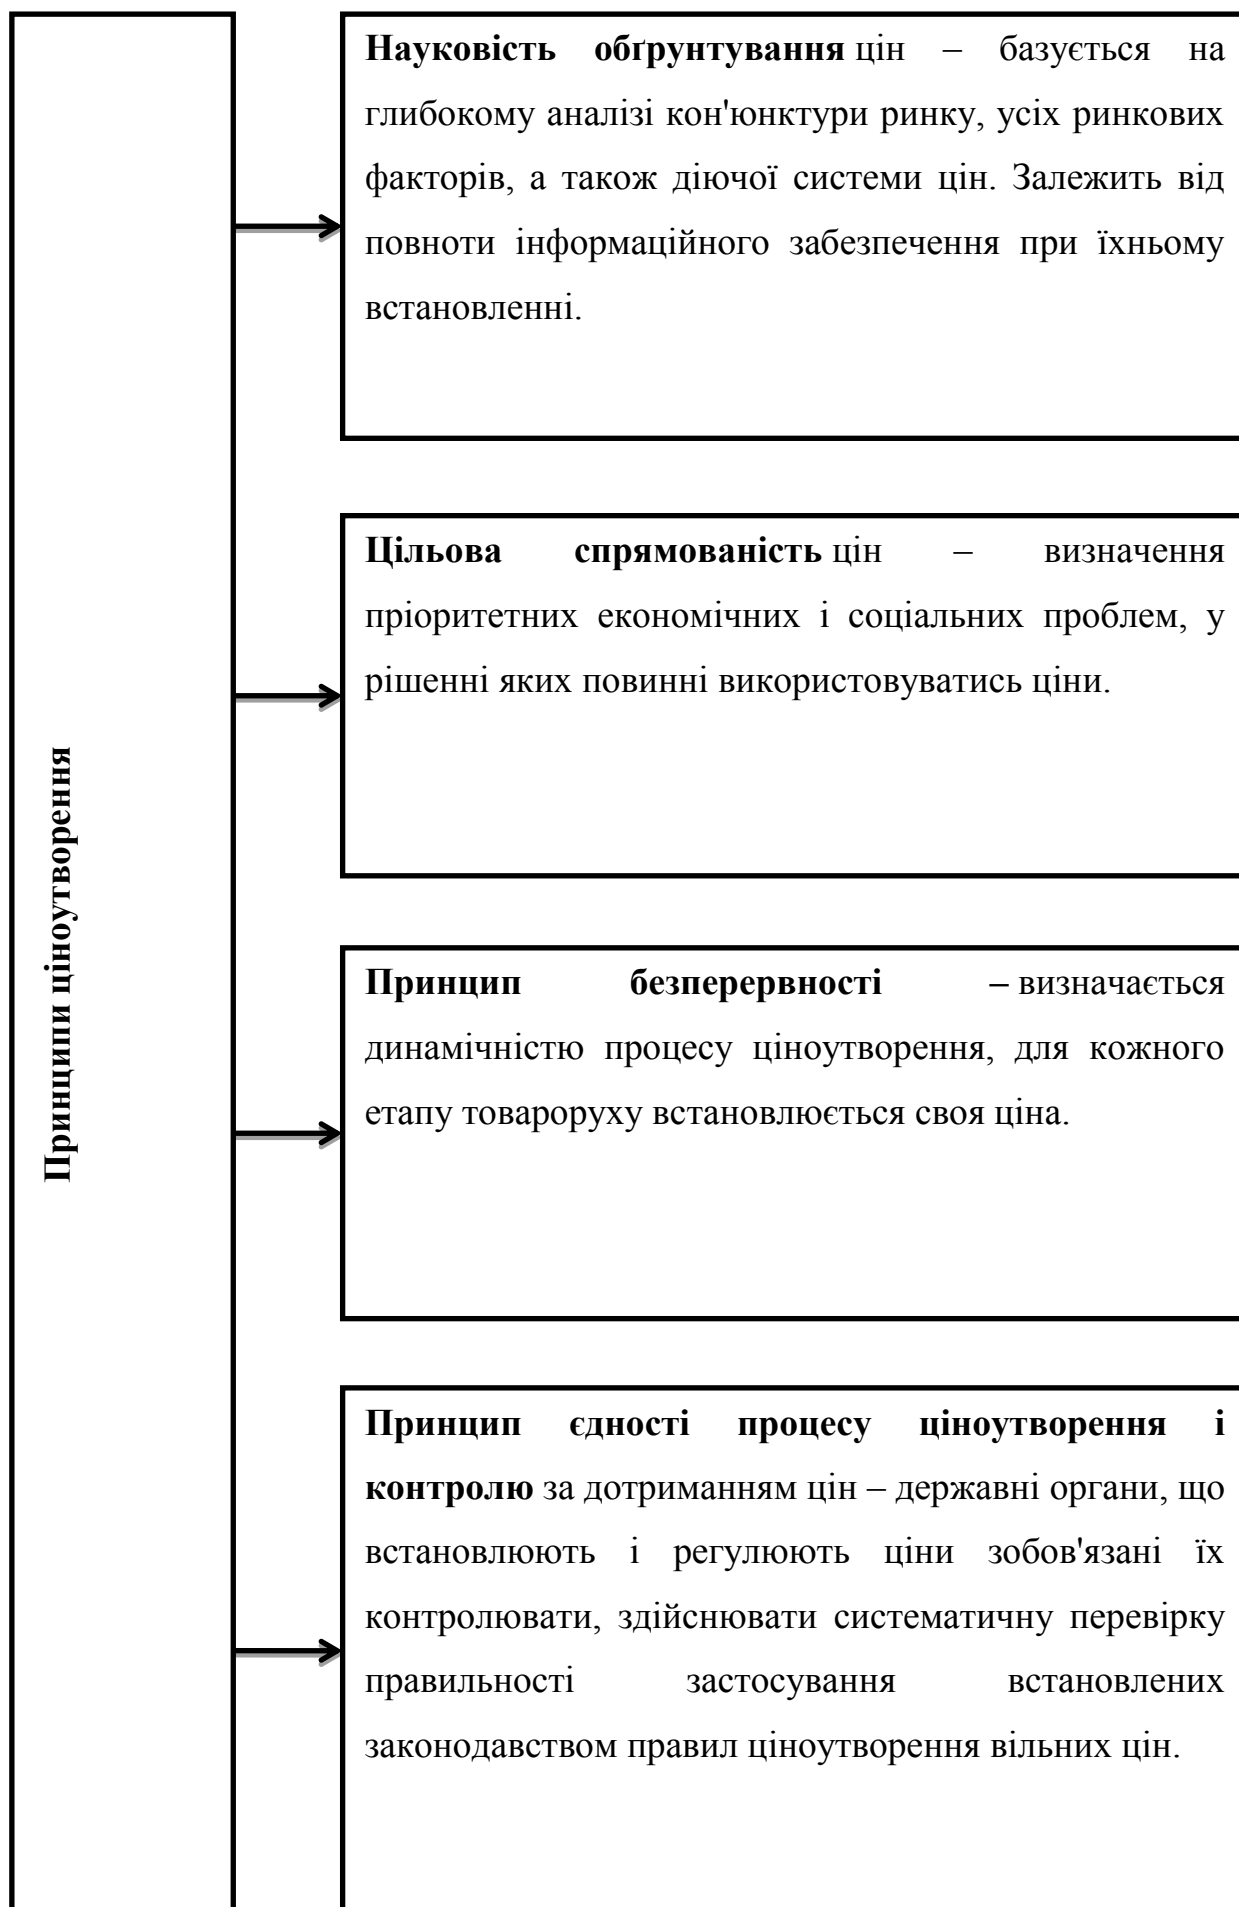 Принципи ціноутворення
Науковість обґрунтування цін – базується на
глибокому аналізі кон'юнктури ринку, усіх ринкових
факторів, а також діючої системи цін. Залежить від
повноти інформаційного забезпечення при їхньому
встановленні.
Цільова спрямованість цін – визначення
пріоритетних економічних і соціальних проблем, у
рішенні яких повинні використовуватись ціни.
Принцип безперервності – визначається
динамічністю процесу ціноутворення, для кожного
етапу товароруху встановлюється своя ціна.
Принцип єдності процесу ціноутворення і
контролю за дотриманням цін – державні органи, що
встановлюють і регулюють ціни зобов'язані їх
контролювати, здійснювати систематичну перевірку
правильності застосування встановлених
законодавством правил ціноутворення вільних цін.